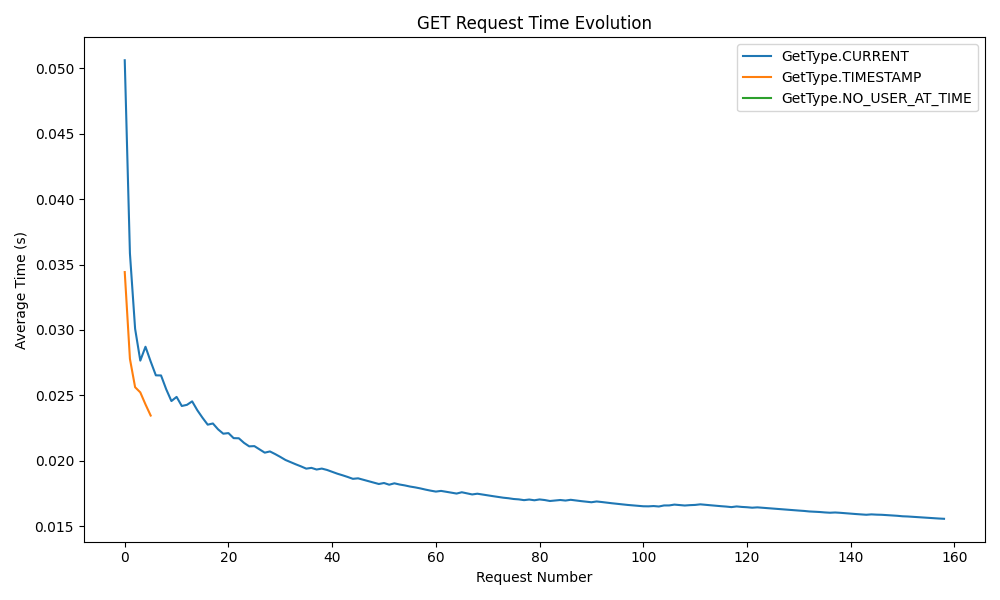 GET Request Time Evolution
GetType.CURRENT
GetType.TIMESTAMP
GetType.NO_USER_AT_TIME
Average Time (s)
0.050
0.045
0.040
0.035
0.030
0.025
0.020
0.015
0 20 40 60 80 100 120 140 160
Request Number